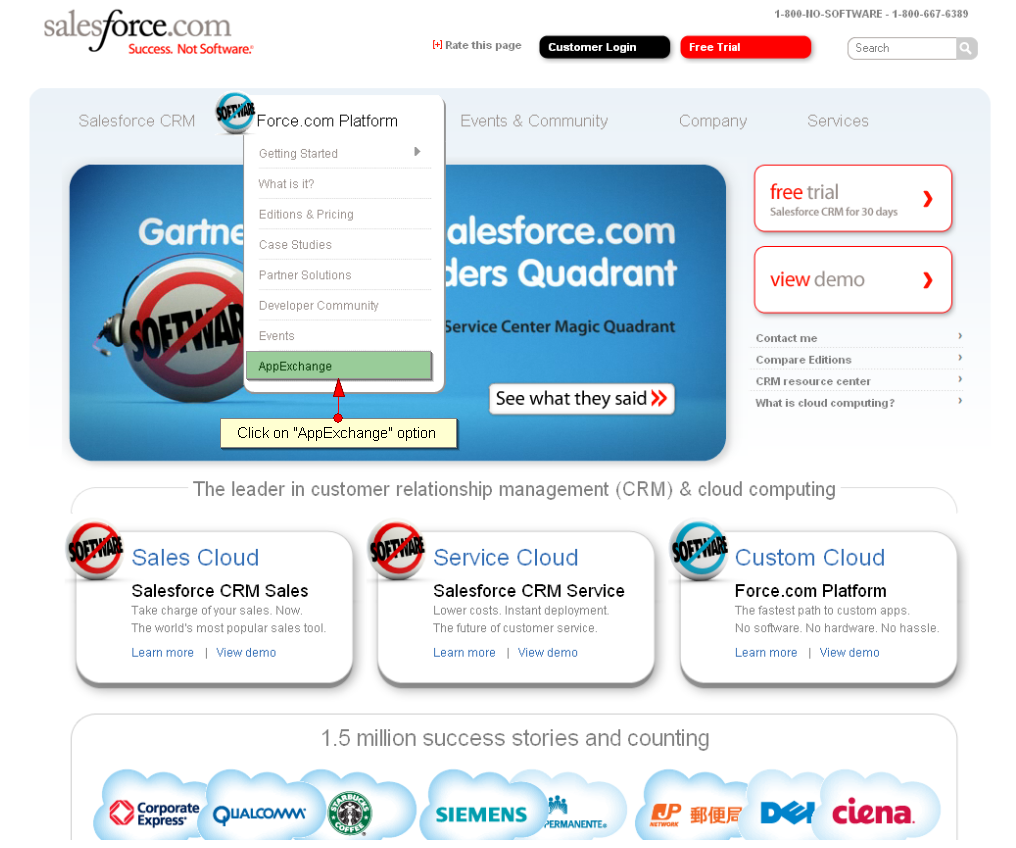 1-800-NO-SOFTWARE - 1-800-667-6389
salesforce.com
Success. Not Software.
[+] Rate this page
Customer Login
Free Trial
Search
Salesforce CRM
SOFTWARE
Force.com Platform
Events & Community
Company
Services
Getting Started
What is it?
Editions & Pricing
Case Studies
Partner Solutions
Developer Community
Events
AppExchange
Click on "AppExchange" option
Gartne
alesforce.com
ders Quadrant
SOFTWAR
Service Center Magic Quadrant
See what they said
free trial
Salesforce CRM for 30 days
view demo
Contact me
Compare Editions
CRM resource center
What is cloud computing?
The leader in customer relationship management (CRM) & cloud computing
SOFTWARE
Sales Cloud
Salesforce CRM Sales
Take charge of your sales. Now.
The world's most popular sales tool.
Learn more | View demo
SOFTWARE
Service Cloud
Salesforce CRM Service
Lower costs. Instant deployment.
The future of customer service.
Learn more | View demo
SOFTWARE
Custom Cloud
Force.com Platform
The fastest path to custom apps.
No software. No hardware. No hassle.
Learn more | View demo
1.5 million success stories and counting
Corporate
Express
QUALCOMM
STARBUCKS
COFFEE
SIEMENS
PERMANENTE
JP
NETWORK
郵便局
DELL
ciena.